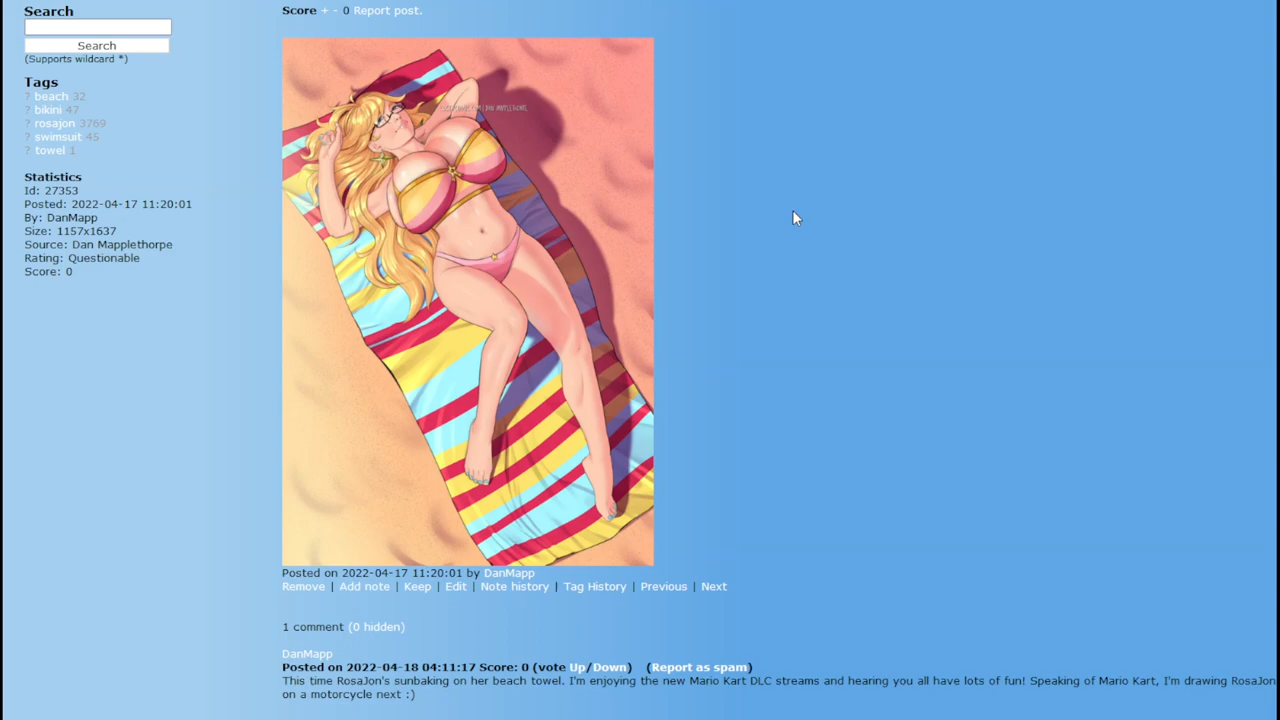 Search
Search
(Supports wildcard *)
Tags
? beach 32
? bikini 47
? rosajon 3769
? swimsuit 45
? towel 1
Statistics
Id: 27353
Posted: 2022-04-17 11:20:01
By: DanMapp
Size: 1157x1637
Source: Dan Mapplethorpe
Rating: Questionable
Score: 0
Score + - 0 Report post.
Posted on 2022-04-17 11:20:01 by DanMapp
Remove | Add note | Keep | Edit | Note history | Tag History | Previous | Next
1 comment (0 hidden)
DanMapp
Posted on 2022-04-18 04:11:17 Score: 0 (vote Up/Down) (Report as spam)
This time RosaJon's sunbaking on her beach towel. I'm enjoying the new Mario Kart DLC streams and hearing you all have lots of fun! Speaking of Mario Kart, I'm drawing RosaJon
on a motorcycle next :)